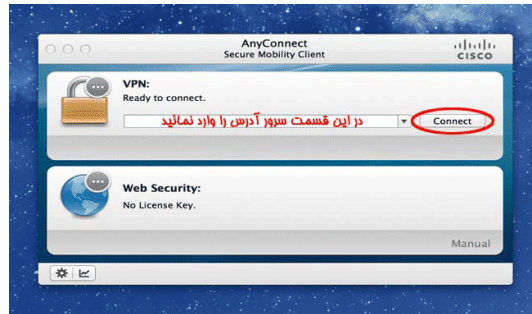 AnyConnect
Secure Mobility Client
CISCO
VPN:
Ready to connect.
در این قسمت سرور آدرس را وارد نمائید
Connect
Web Security:
No License Key.
Manual